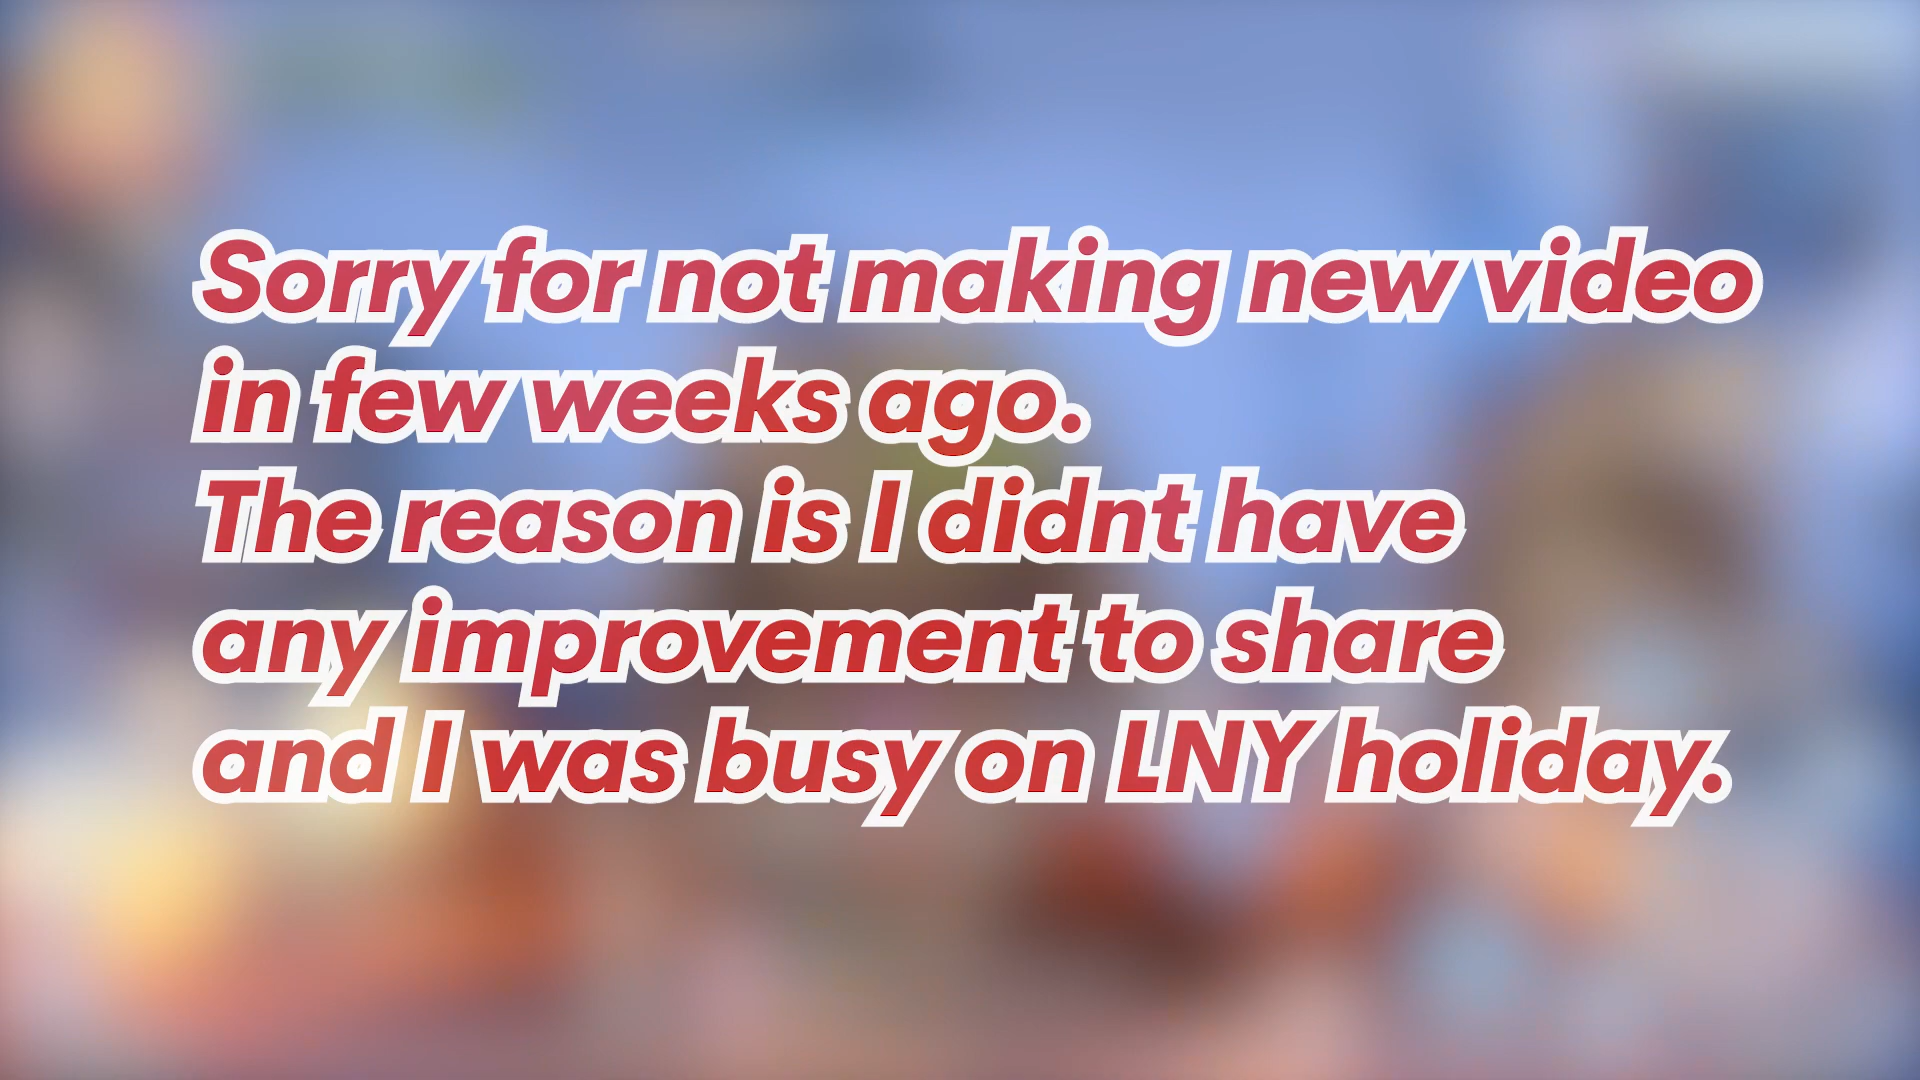 Sorry for not making new video
in few weeks ago.
The reason is I didnt have
any improvement to share
and I was busy on LNY holiday.